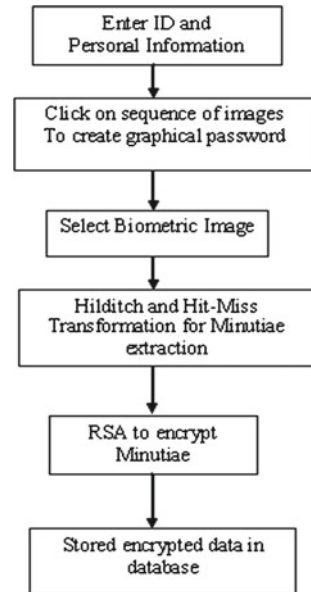 Enter ID and
Personal Information
Click on sequence of images
To create graphical password
Select Biometric Image
Hilditch and Hit-Miss
Transformation for Minutiae
extraction
RSA to encrypt
Minutiae
Stored encrypted data in
database